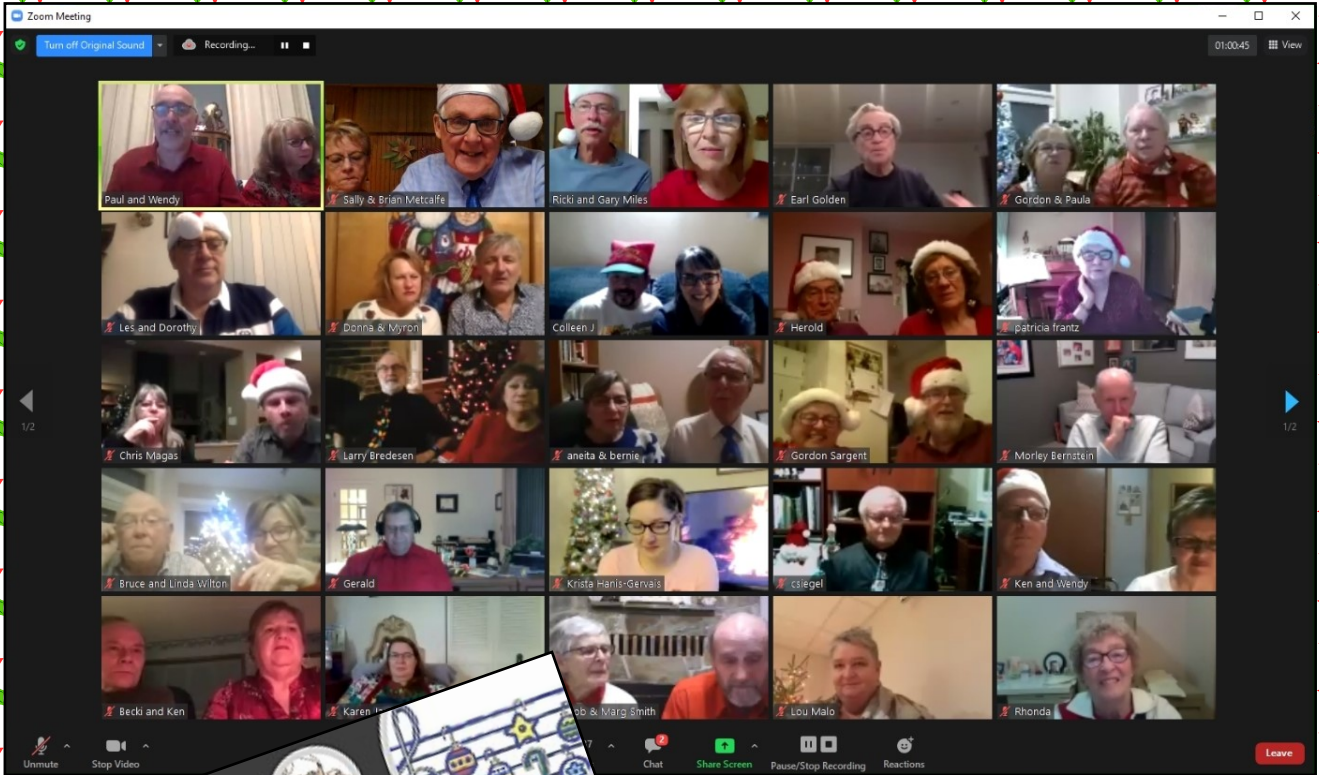 Zoom Meeting
Turn off Original Sound
Recording...
01:00:45
View
Paul and Wendy
Sally & Brian Metcalfe
Ricki and Gary Miles
Earl Golden
Gordon & Paula
Les and Dorothy
Donna & Myron
Colleen J
Herold
patricia frantz
1/2
1/2
Chris Magas
Larry Bredesen
aneita & bernie
Gordon Sargent
Morley Bernstein
Bruce and Linda Wilton
Gerald
Krista Hanis-Gervais
csiegel
Ken and Wendy
Becki and Ken
Karen
& Marg Smith
Lou Malo
Rhonda
Unmute
Stop Video
2
Chat
Share Screen
Pause/Stop Recording
Reactions
Leave